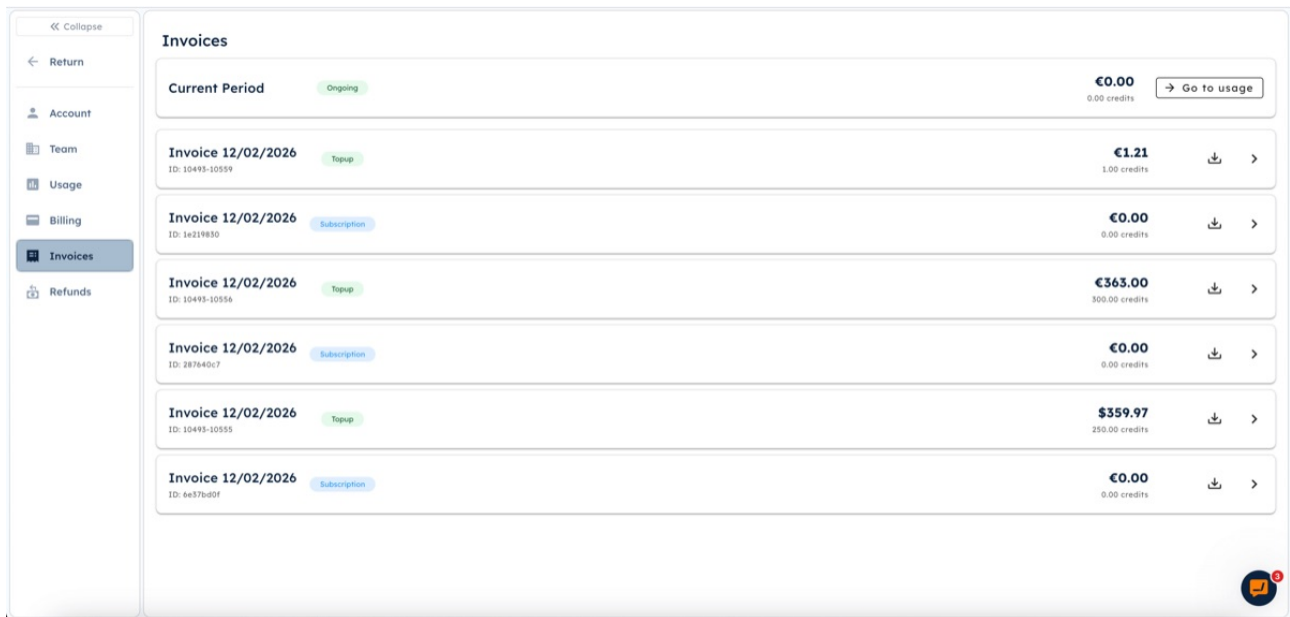 Collapse
Return
Account
Team
Usage
Billing
Invoices
Refunds
Invoices
Current Period
Ongoing
€0.00
0.00 credits
Go to usage
Invoice 12/02/2026
ID: 10493-10559
Topup
€1.21
1.00 credits
Invoice 12/02/2026
ID: 1e219830
Subscription
€0.00
0.00 credits
Invoice 12/02/2026
ID: 10493-10556
Topup
€363.00
300.00 credits
Invoice 12/02/2026
ID: 287640c7
Subscription
€0.00
0.00 credits
Invoice 12/02/2026
ID: 10493-10555
Topup
$359.97
250.00 credits
Invoice 12/02/2026
ID: 6e37bd0f
Subscription
€0.00
0.00 credits
3